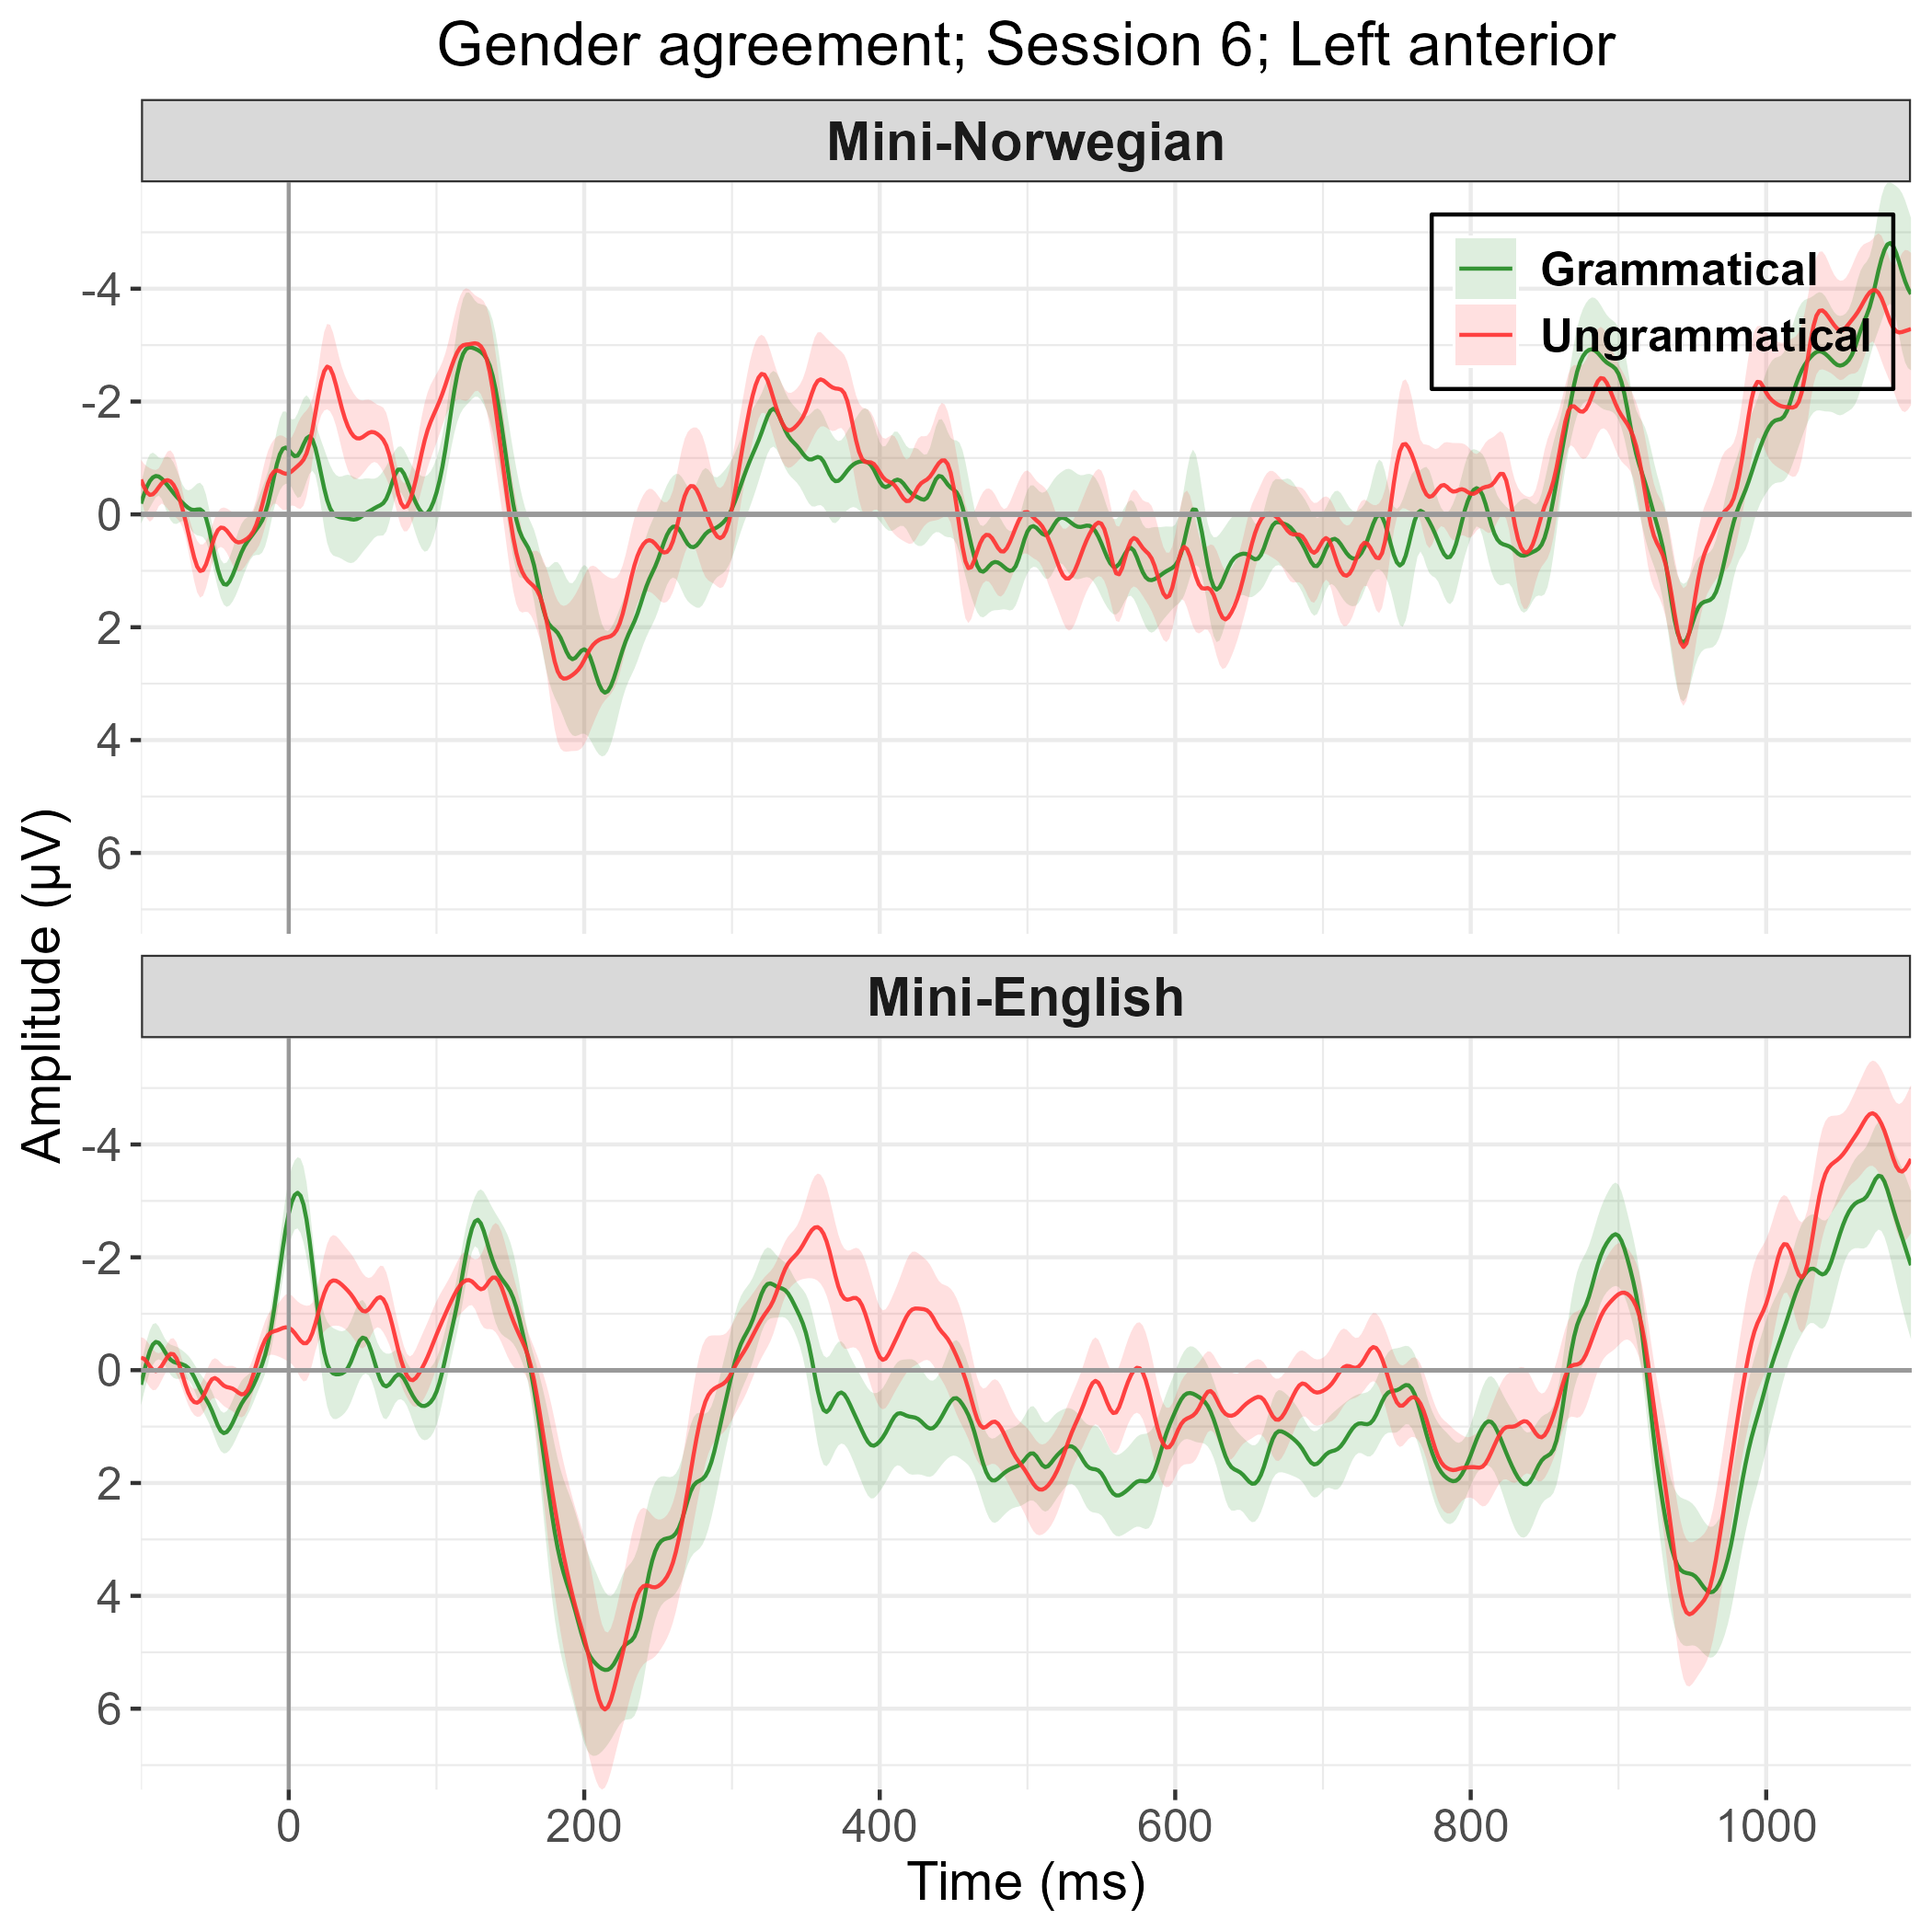 Gender agreement; Session 6; Left anterior
Mini-Norwegian
Grammatical
Ungrammatical
-4
-2
0
2
4
6
Amplitude (µV)
Mini-English
-4
-2
0
2
4
6
0 200 400 600 800 1000
Time (ms)